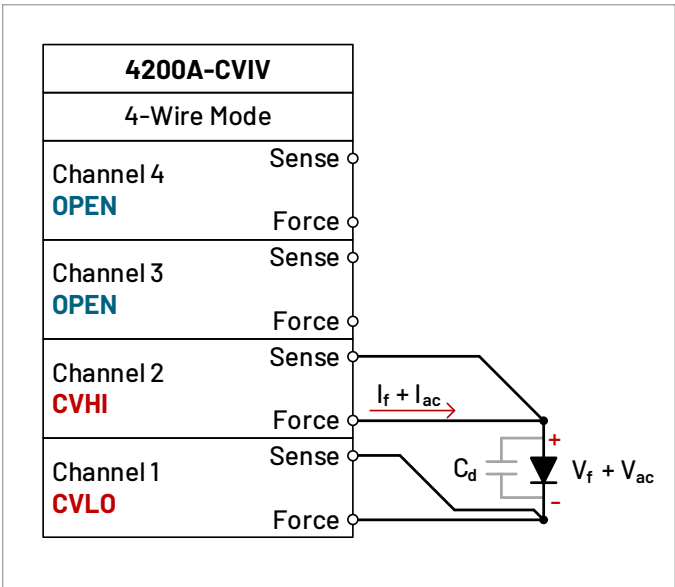 4200A-CVIV
4-Wire Mode
Sense
Channel 4
OPEN
Force
Sense
Channel 3
OPEN
Force
Sense
Channel 2
CVHI
Force
I_f + I_ac
Sense
Channel 1
CVLO
Force
+
C_d
V_f + V_ac
−